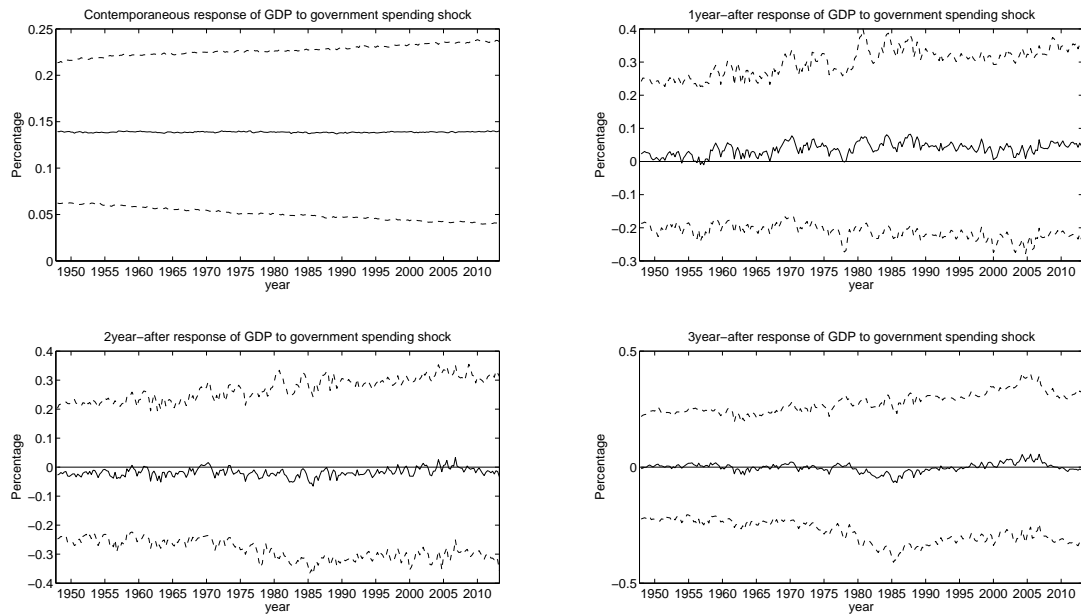 Contemporaneous response of GDP to government spending shock
0.25
0.2
0.15
0.1
0.05
0
Percentage
1950 1955 1960 1965 1970 1975 1980 1985 1990 1995 2000 2005 2010
year
1year−after response of GDP to government spending shock
0.4
0.3
0.2
0.1
0
−0.1
−0.2
−0.3
Percentage
1950 1955 1960 1965 1970 1975 1980 1985 1990 1995 2000 2005 2010
year
2year−after response of GDP to government spending shock
0.4
0.3
0.2
0.1
0
−0.1
−0.2
−0.3
−0.4
Percentage
1950 1955 1960 1965 1970 1975 1980 1985 1990 1995 2000 2005 2010
year
3year−after response of GDP to government spending shock
0.5
0
−0.5
Percentage
1950 1955 1960 1965 1970 1975 1980 1985 1990 1995 2000 2005 2010
year